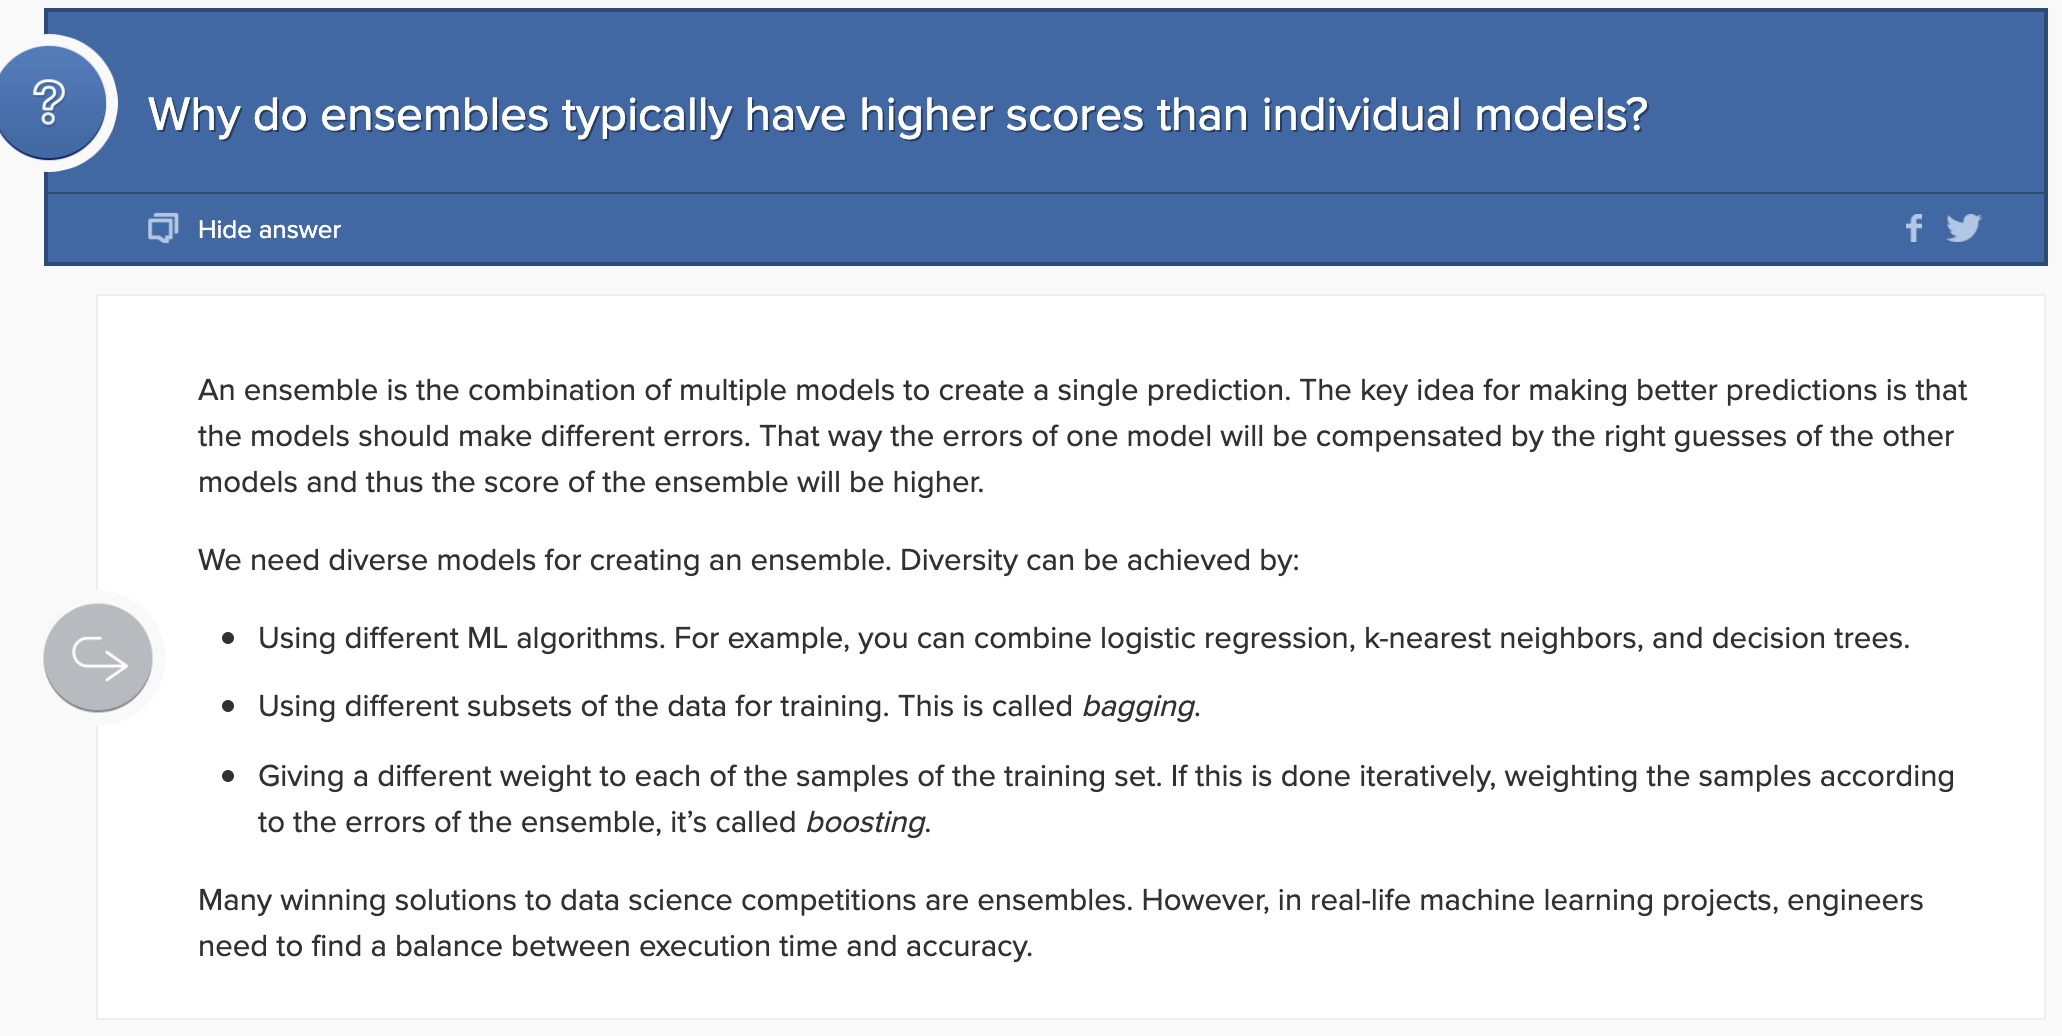 Why do ensembles typically have higher scores than individual models?
Hide answer
An ensemble is the combination of multiple models to create a single prediction. The key idea for making better predictions is that
the models should make different errors. That way the errors of one model will be compensated by the right guesses of the other
models and thus the score of the ensemble will be higher.
We need diverse models for creating an ensemble. Diversity can be achieved by:
• Using different ML algorithms. For example, you can combine logistic regression, k-nearest neighbors, and decision trees.
• Using different subsets of the data for training. This is called bagging.
• Giving a different weight to each of the samples of the training set. If this is done iteratively, weighting the samples according
to the errors of the ensemble, it’s called boosting.
Many winning solutions to data science competitions are ensembles. However, in real-life machine learning projects, engineers
need to find a balance between execution time and accuracy.